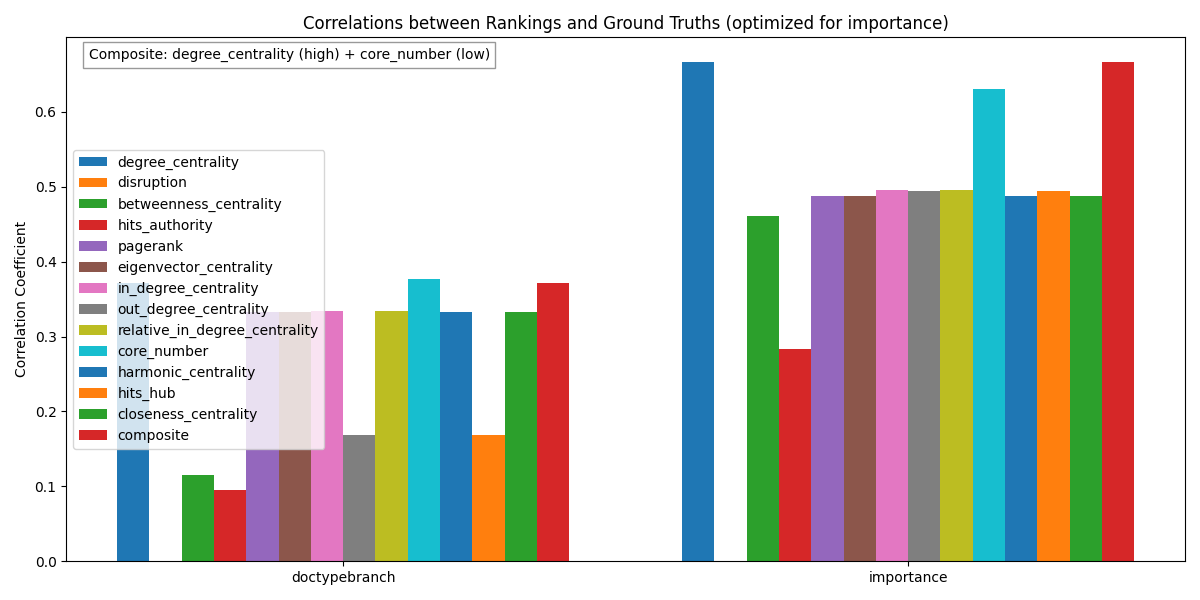 Correlations between Rankings and Ground Truths (optimized for importance)
Composite: degree_centrality (high) + core_number (low)
Correlation Coefficient
0.6
0.5
0.4
0.3
0.2
0.1
0.0
degree_centrality
disruption
betweenness_centrality
hits_authority
pagerank
eigenvector_centrality
in_degree_centrality
out_degree_centrality
relative_in_degree_centrality
core_number
harmonic_centrality
hits_hub
closeness_centrality
composite
doctypebranch
importance